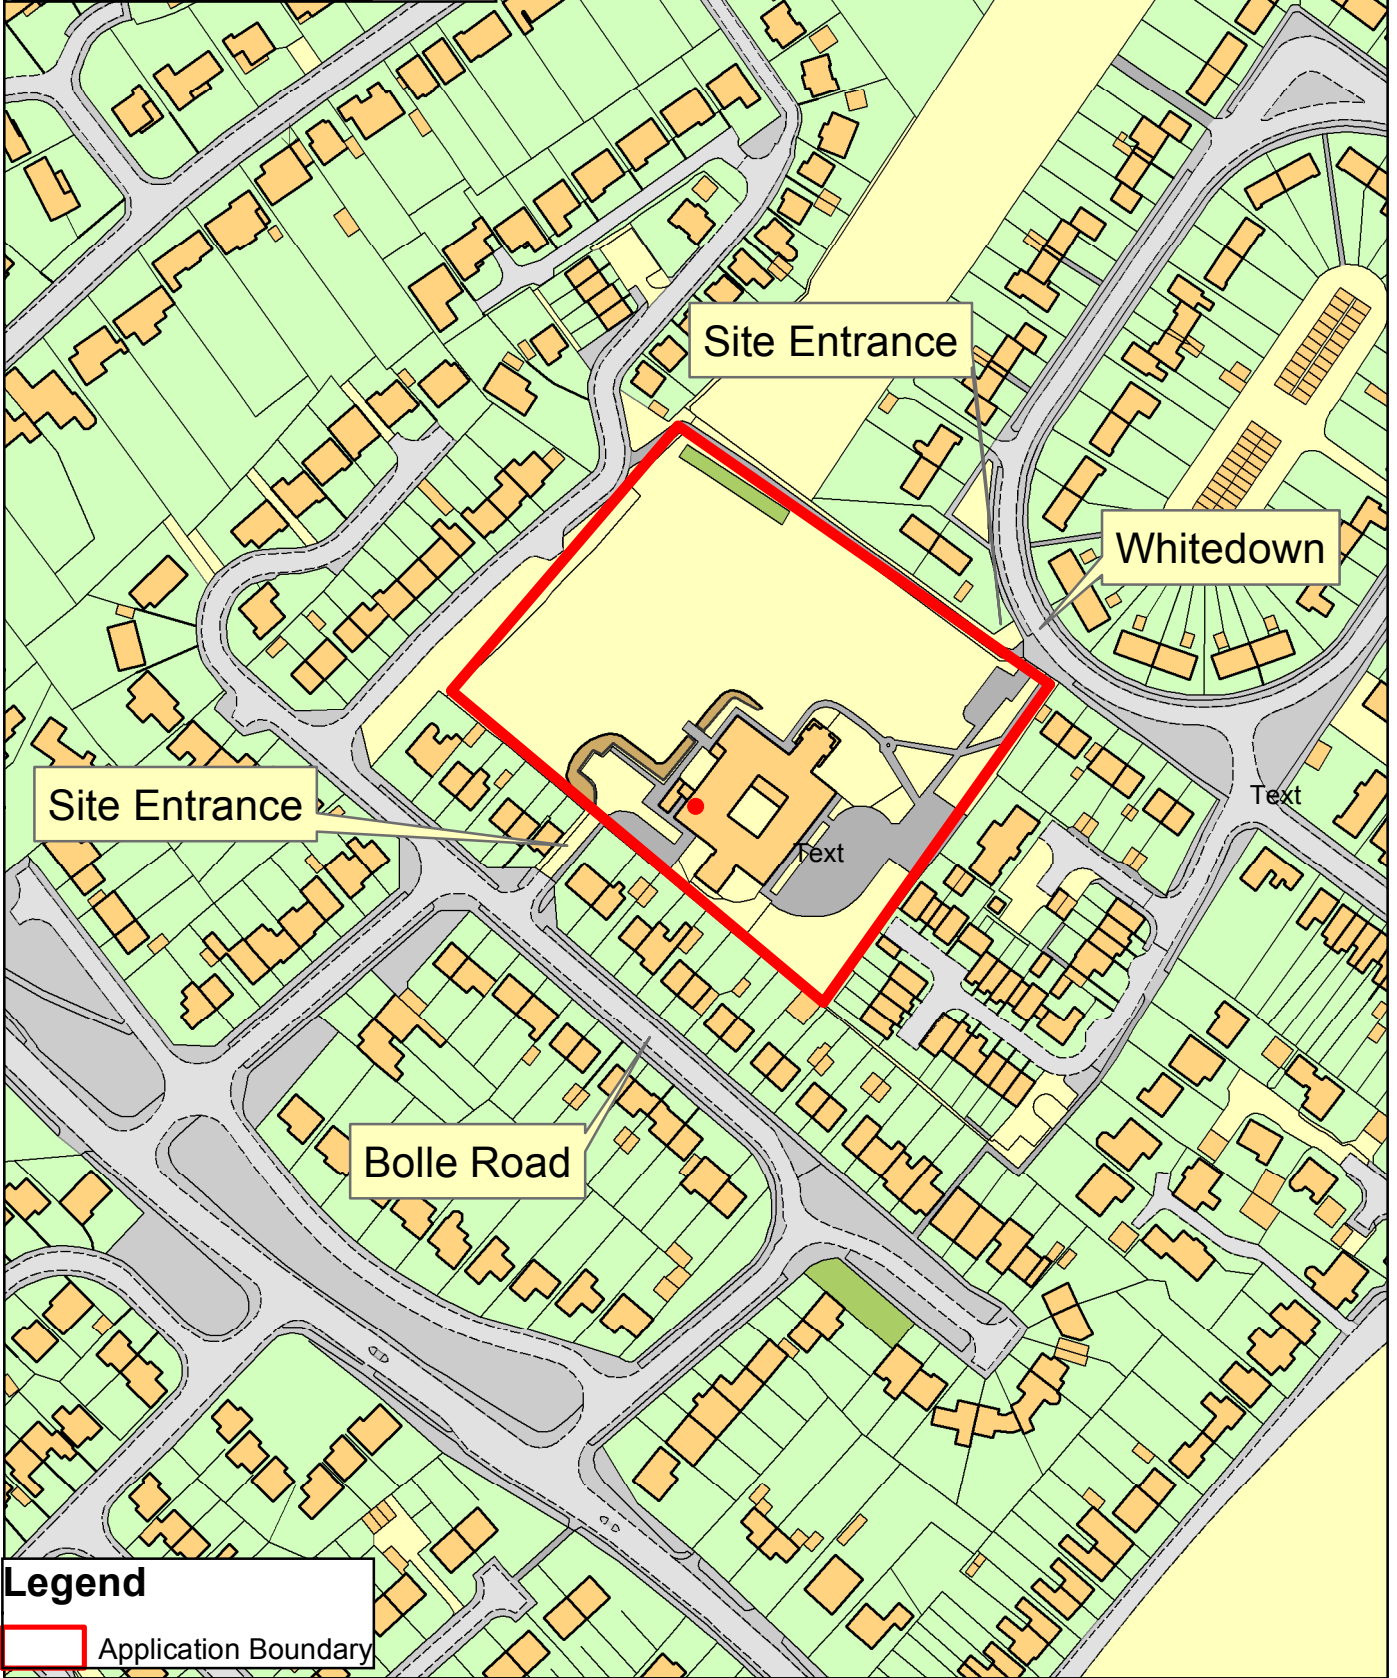 Site Entrance
Whitedown
Site Entrance
Text
Text
Bolle Road
Legend
Application Boundary